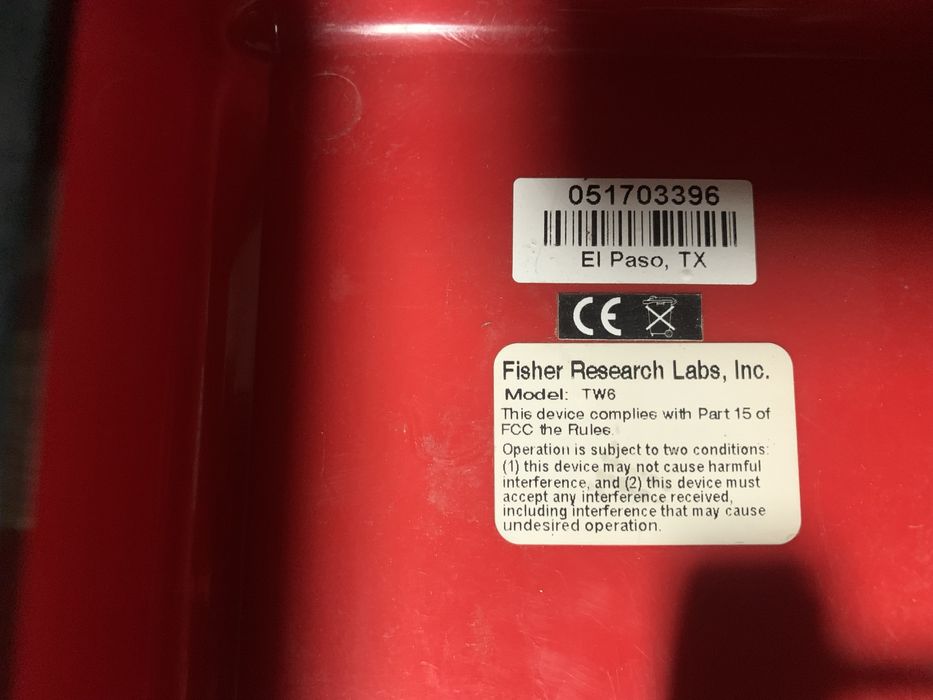 051703396
El Paso, TX
CE
Fisher Research Labs, Inc.
Model: TW6
This device complies with Part 15 of
FCC the Rules.
Operation is subject to two conditions:
(1) this device may not cause harmful
interference, and (2) this device must
accept any interference received,
including interference that may cause
undesired operation.